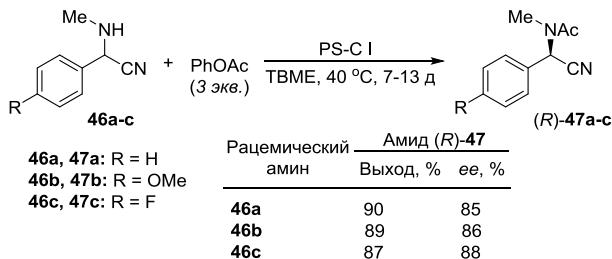 Me
NH
CN
R
46a-c
+
PhOAc
(3 экв.)
PS-C I
TBME, 40 °C, 7-13 д
Me
NAc
CN
R
(R)-47a-c
46a, 47a: R = H
46b, 47b: R = OMe
46c, 47c: R = F
Рацемический амин
Амид (R)-47
Выход, % ee, %
46a 90 85
46b 89 86
46c 87 88